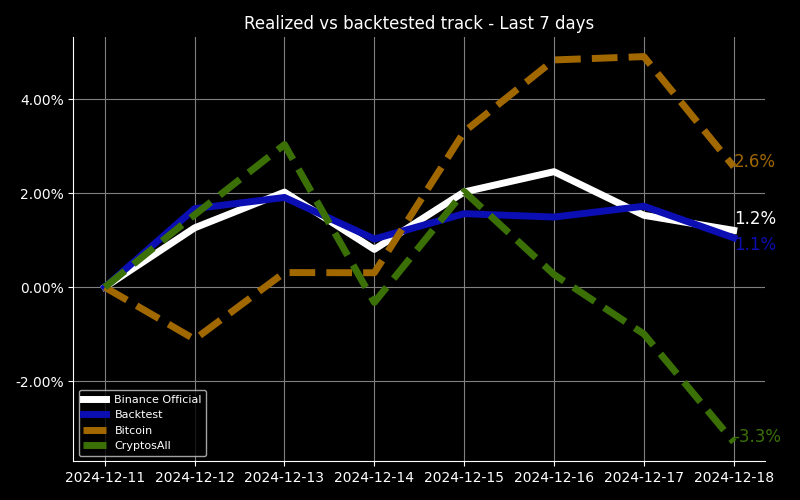 Realized vs backtested track - Last 7 days
4.00%
2.00%
0.00%
-2.00%
2.6%
1.2%
1.1%
-3.3%
Binance Official
Backtest
Bitcoin
CryptosAll
2024-12-11 2024-12-12 2024-12-13 2024-12-14 2024-12-15 2024-12-16 2024-12-17 2024-12-18